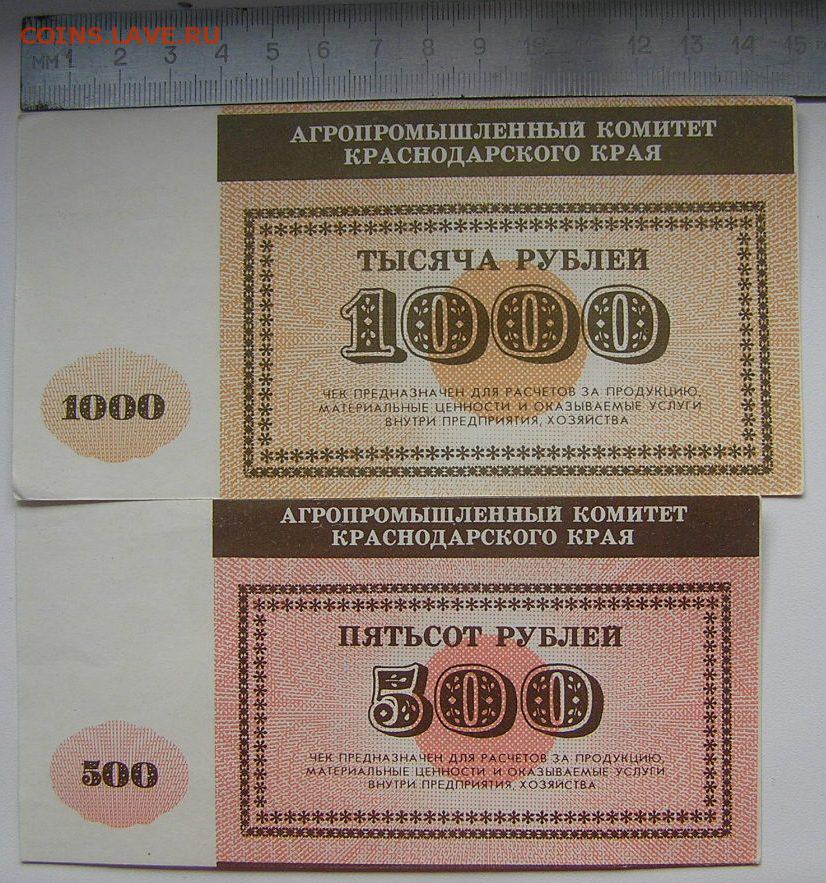 COINS.LAVE.RU
мм 1 2 3 4 5 6 7 8 9 10 12 13 14 15
АГРОПРОМЫШЛЕННЫЙ КОМИТЕТ
КРАСНОДАРСКОГО КРАЯ
ТЫСЯЧА РУБЛЕЙ
1000
ЧЕК ПРЕДНАЗНАЧЕН ДЛЯ РАСЧЕТОВ ЗА ПРОДУКЦИЮ,
МАТЕРИАЛЬНЫЕ ЦЕННОСТИ И ОКАЗЫВАЕМЫЕ УСЛУГИ
ВНУТРИ ПРЕДПРИЯТИЯ, ХОЗЯЙСТВА
1000
АГРОПРОМЫШЛЕННЫЙ КОМИТЕТ
КРАСНОДАРСКОГО КРАЯ
ПЯТЬСОТ РУБЛЕЙ
500
ЧЕК ПРЕДНАЗНАЧЕН ДЛЯ РАСЧЕТОВ ЗА ПРОДУКЦИЮ,
МАТЕРИАЛЬНЫЕ ЦЕННОСТИ И ОКАЗЫВАЕМЫЕ УСЛУГИ
ВНУТРИ ПРЕДПРИЯТИЯ, ХОЗЯЙСТВА
500